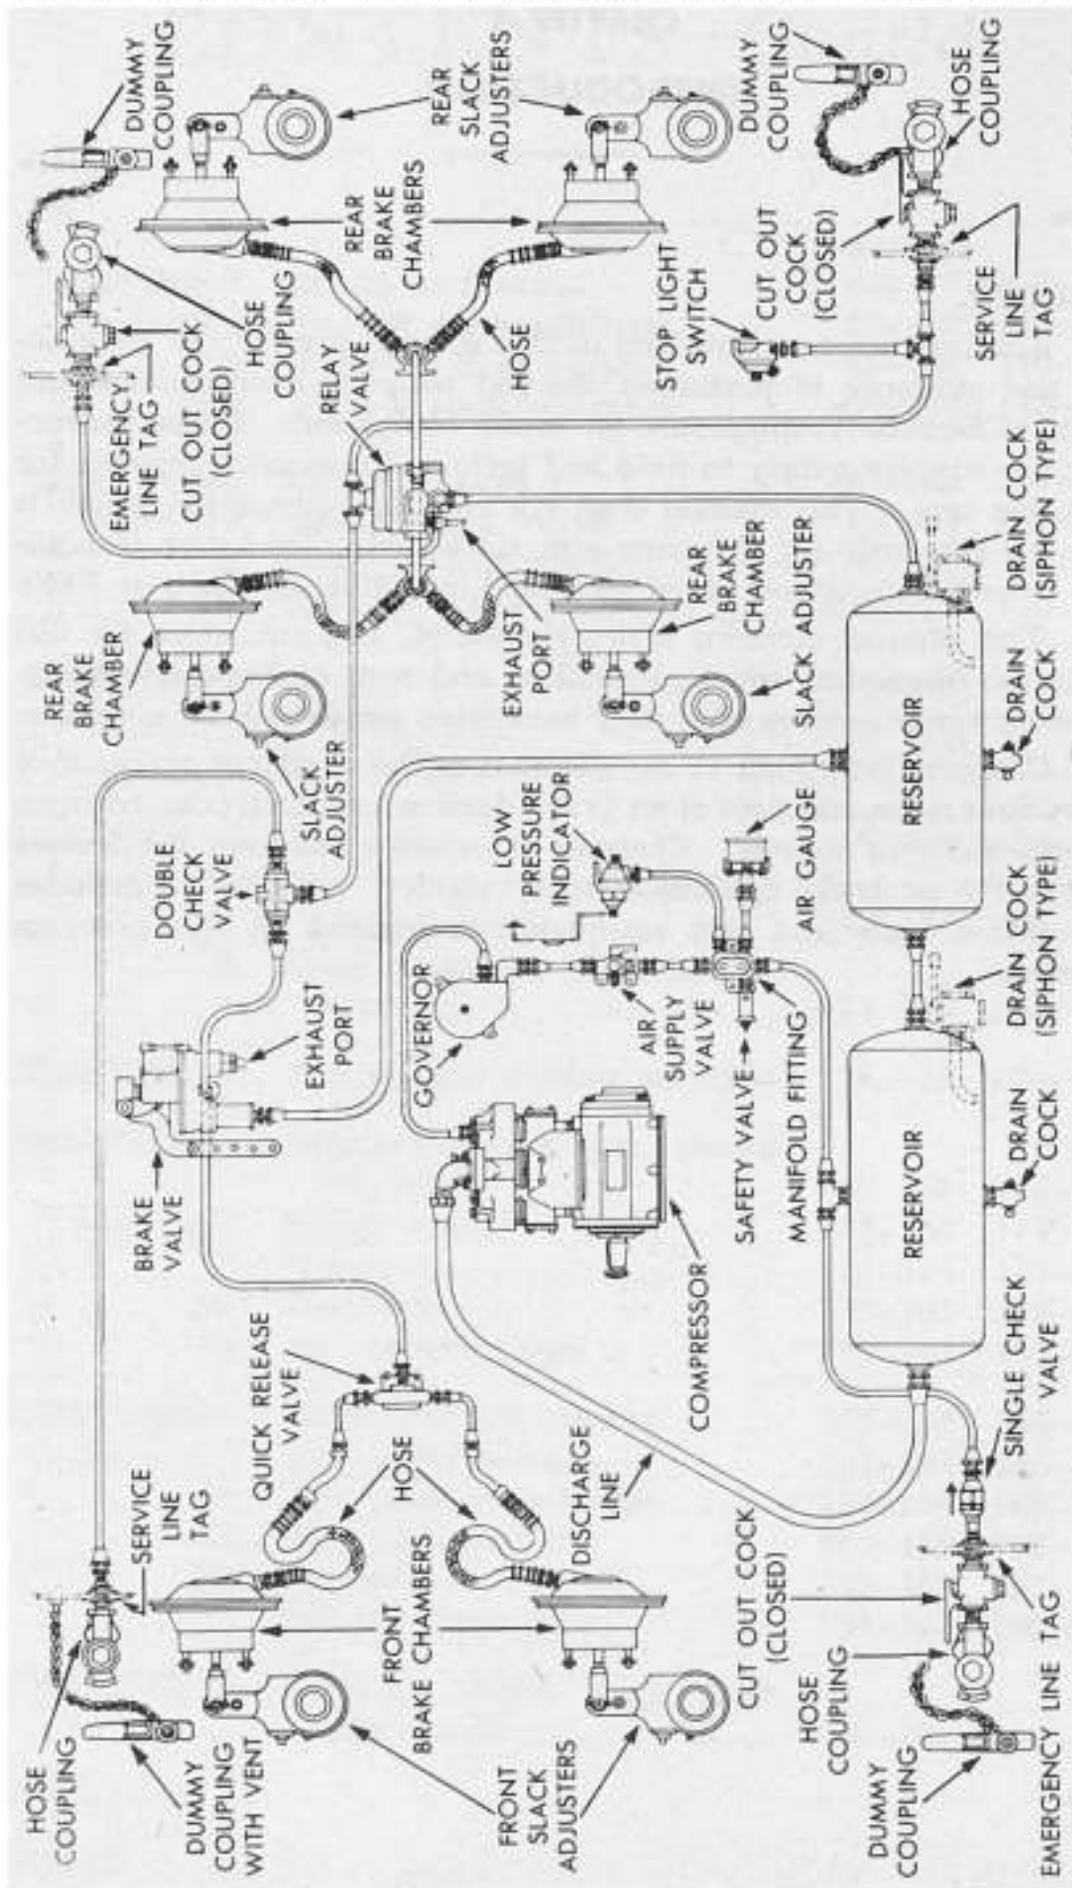 HOSE
COUPLING
DUMMY
COUPLING
WITH VENT
SERVICE
LINE
TAG
QUICK RELEASE
VALVE
BRAKE
VALVE
EXHAUST
PORT
DOUBLE
CHECK
VALVE
SLACK
ADJUSTER
REAR
BRAKE
CHAMBER
EMERGENCY
LINE TAG
CUT OUT COCK
(CLOSED)
HOSE
COUPLING
DUMMY
COUPLING
RELAY
VALVE
REAR
BRAKE
CHAMBERS
REAR
SLACK
ADJUSTERS
HOSE
EXHAUST
PORT
FRONT
BRAKE CHAMBERS
HOSE
FRONT
SLACK
ADJUSTERS
DISCHARGE
LINE
GOVERNOR
LOW
PRESSURE
INDICATOR
AIR
SUPPLY
VALVE
COMPRESSOR
SAFETY VALVE
MANIFOLD FITTING
AIR GAUGE
REAR
BRAKE
CHAMBER
SLACK ADJUSTER
STOP LIGHT
SWITCH
CUT OUT
COCK
(CLOSED)
DUMMY
COUPLING
HOSE
COUPLING
SERVICE
LINE
TAG
CUT OUT COCK
(CLOSED)
HOSE
COUPLING
DUMMY
COUPLING
EMERGENCY LINE TAG
SINGLE CHECK
VALVE
RESERVOIR
DRAIN
COCK
DRAIN COCK
(SIPHON TYPE)
RESERVOIR
DRAIN
COCK
DRAIN COCK
(SIPHON TYPE)